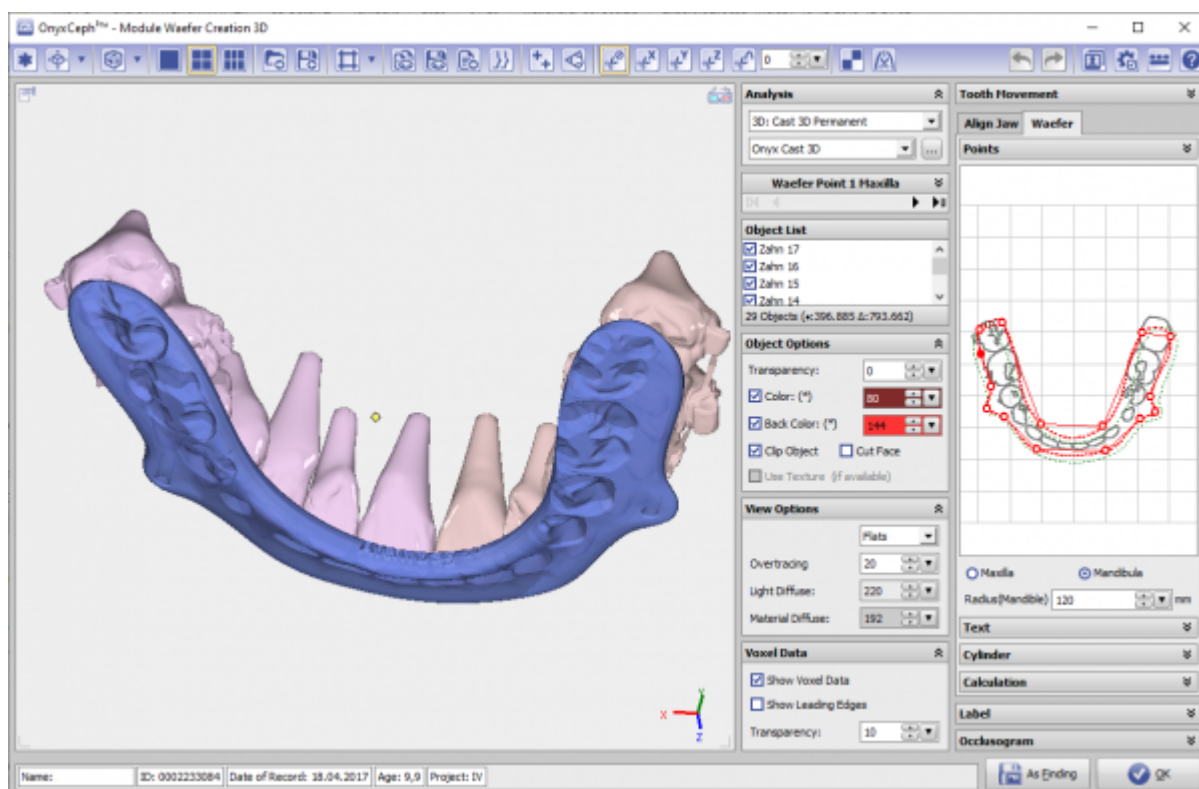 OnyxCeph³™ - Module Waefer Creation 3D
0
Analysis
3D: Cast 3D Permanent
Onyx Cast 3D
...
Waefer Point 1 Maxilla
Object List
Zahn 17
Zahn 16
Zahn 15
Zahn 14
29 Objects (•:396.885 Δ:793.662)
Object Options
Transparency: 0
Color: (*) 80
Back Color: (*) 144
Clip Object Cut Face
Use Texture (if available)
View Options
Flats
Overtracing 20
Light Diffuse: 220
Material Diffuse: 192
Voxel Data
Show Voxel Data
Show Leading Edges
Transparency: 10
Tooth Movement
Align Jaw Waefer
Points
Maxilla Mandibula
Radius(Mandible) 120 mm
Text
Cylinder
Calculation
Label
Occlusogram
X Y Z
Name: ID: 0002233084 Date of Record: 18.04.2017 Age: 9,9 Project: IV
As Finding OK